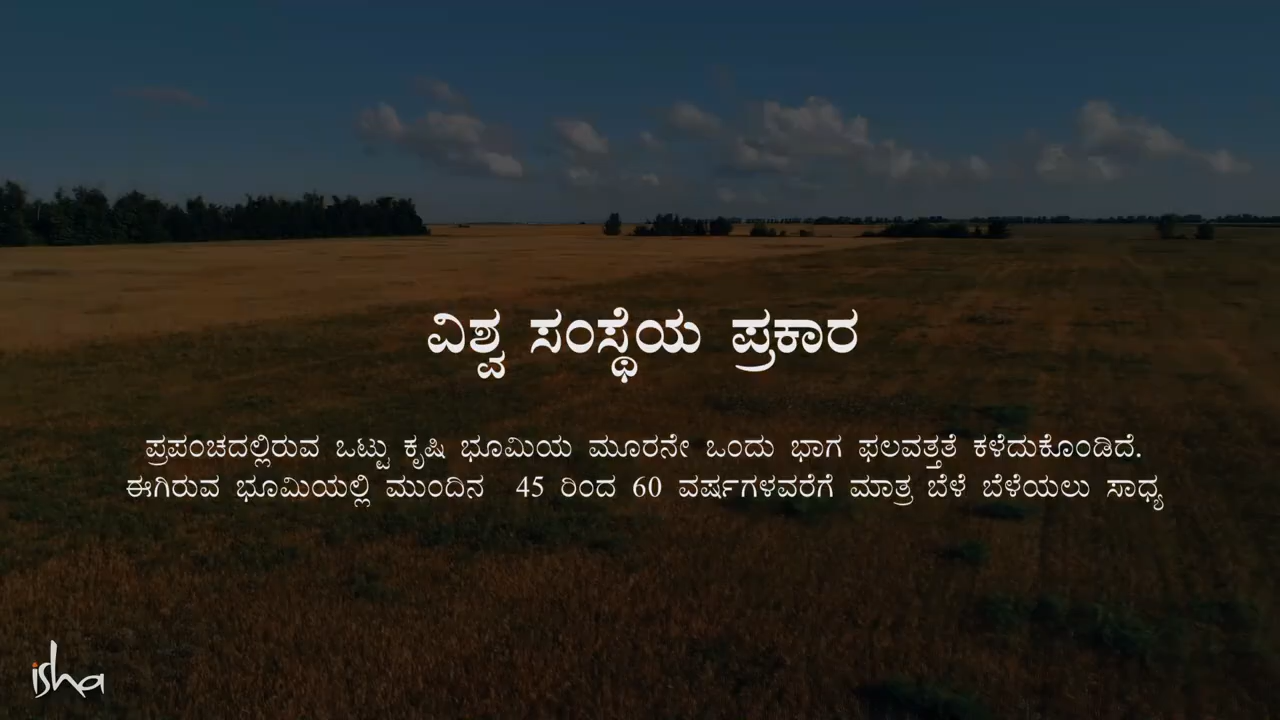 ವಿಶ್ವ ಸಂಸ್ಥೆಯ ಪ್ರಕಾರ
ಪ್ರಪಂಚದಲ್ಲಿರುವ ಒಟ್ಟು ಕೃಷಿ ಭೂಮಿಯ ಮೂರನೇ ಒಂದು ಭಾಗ ಫಲವತ್ತತೆ ಕಳೆದುಕೊಂಡಿದೆ.
ಈಗಿರುವ ಭೂಮಿಯಲ್ಲಿ ಮುಂದಿನ 45 ರಿಂದ 60 ವರ್ಷಗಳವರೆಗೆ ಮಾತ್ರ ಬೆಳೆ ಬೆಳೆಯಲು ಸಾಧ್ಯ
isha